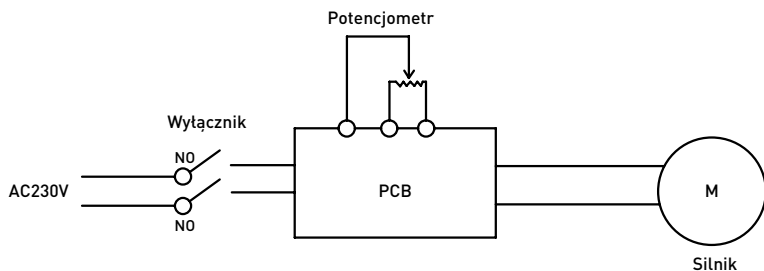 Potencjometr
Wyłącznik
NO
AC230V
PCB
M
NO
Silnik